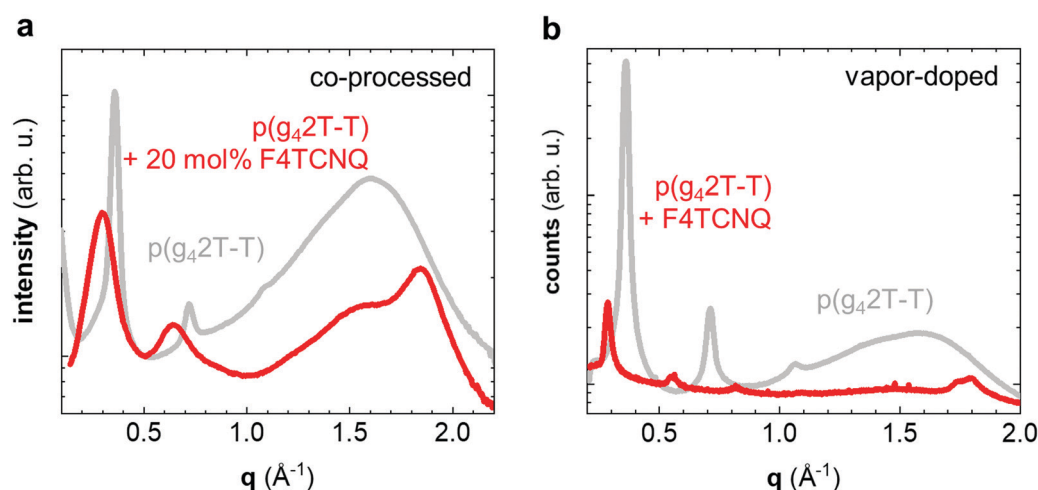 a
co-processed
p(g₄2T-T)
+ 20 mol% F4TCNQ
p(g₄2T-T)
intensity (arb. u.)
0.5 1.0 1.5 2.0
q (Å⁻¹)
b
vapor-doped
p(g₄2T-T)
+ F4TCNQ
p(g₄2T-T)
counts (arb. u.)
0.5 1.0 1.5 2.0
q (Å⁻¹)